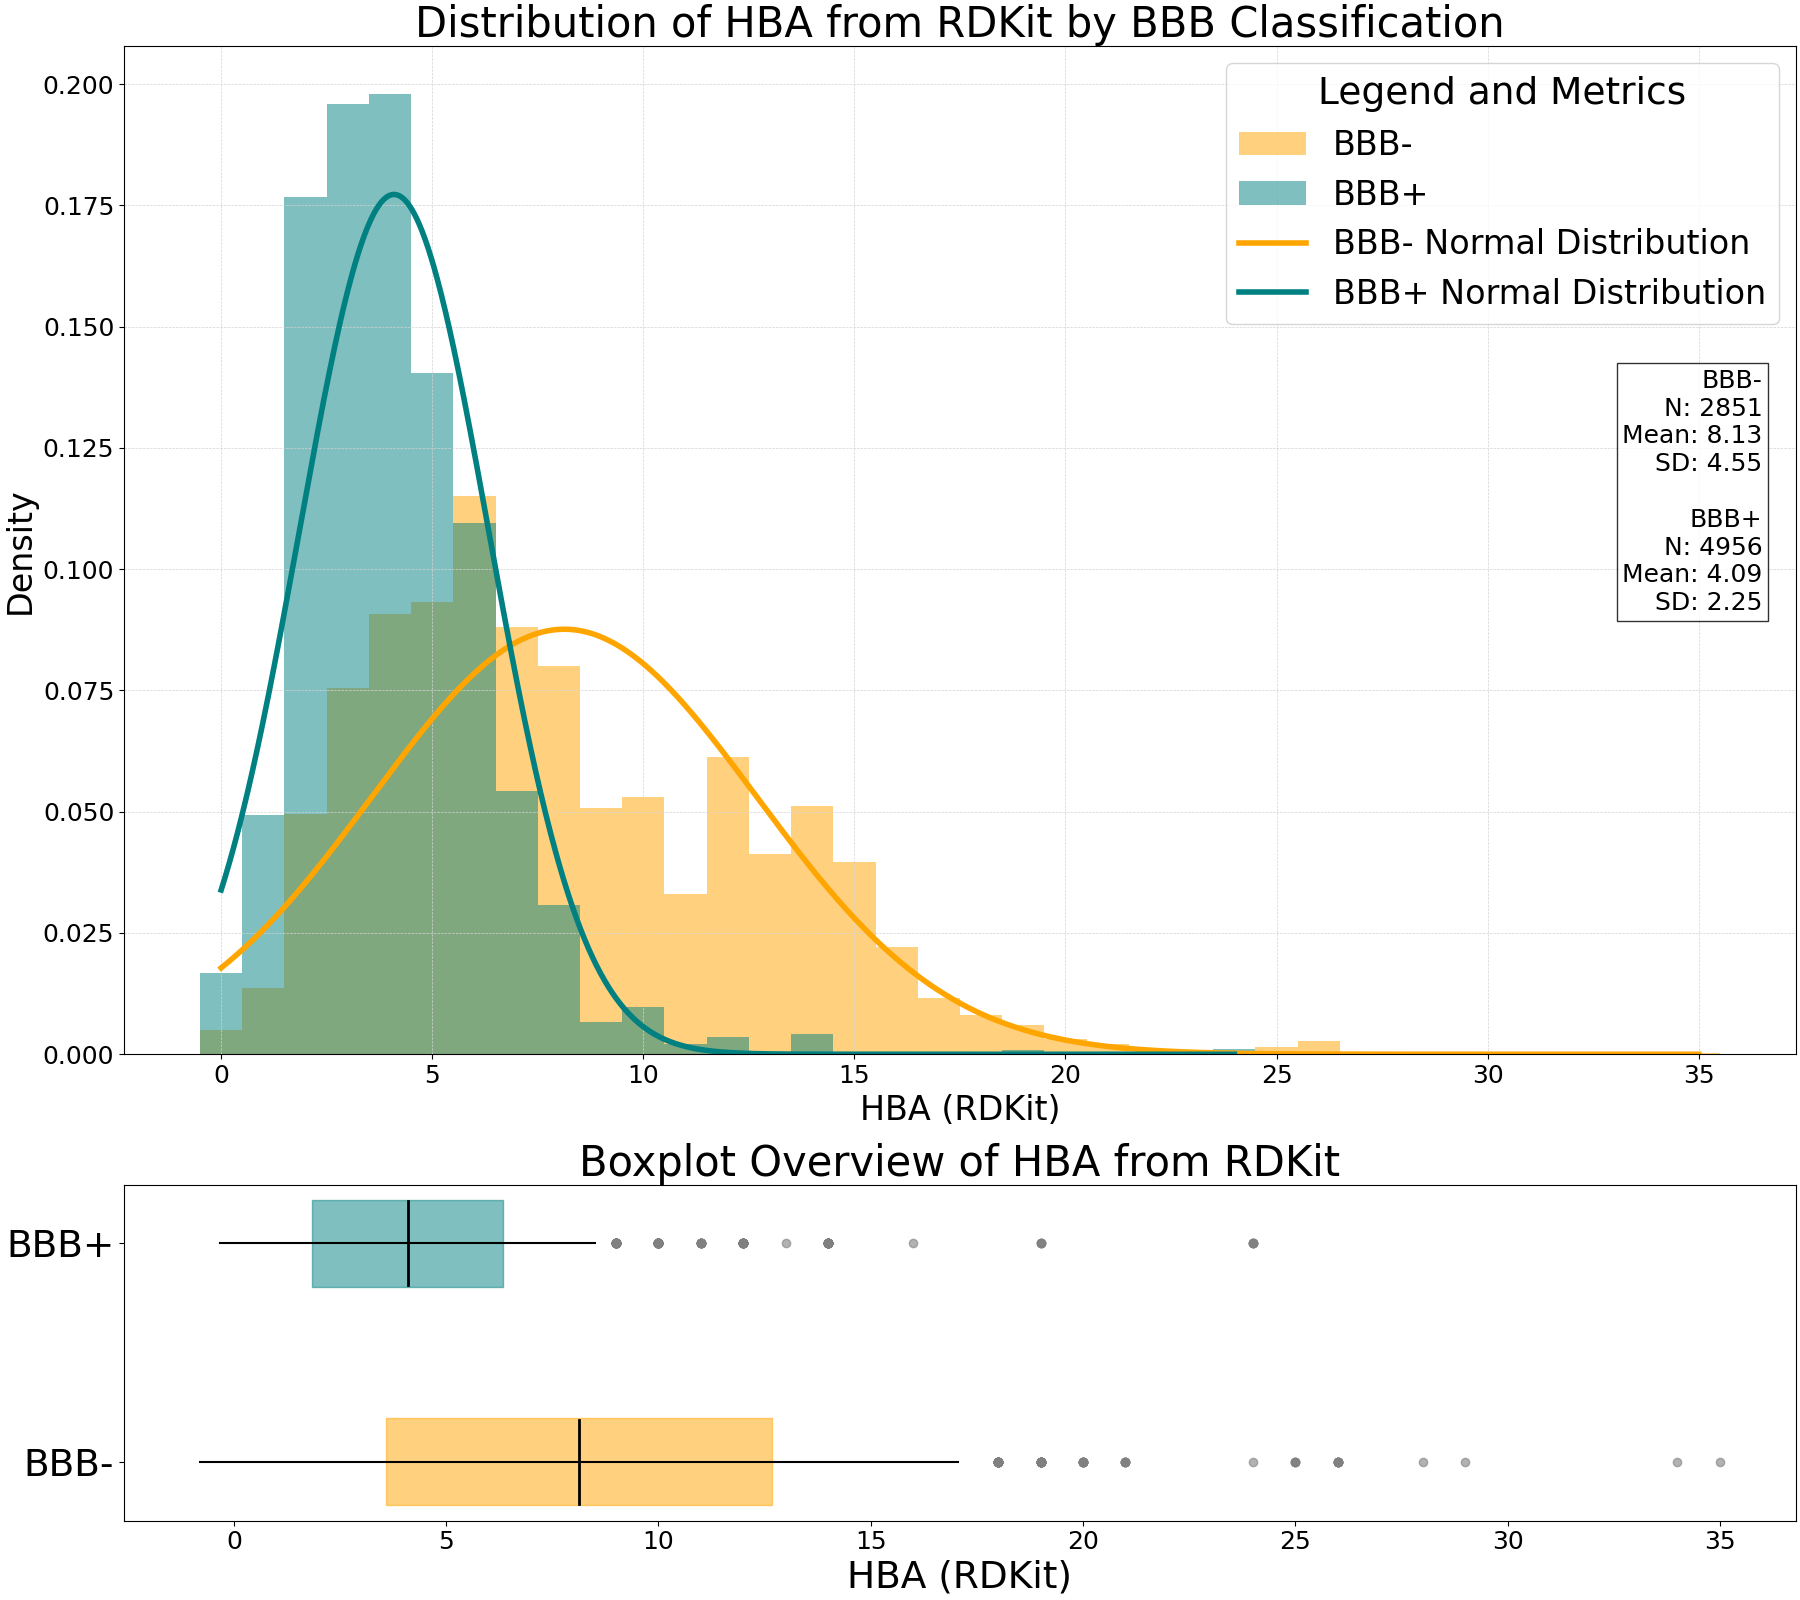 Distribution of HBA from RDKit by BBB Classification
Density
0.200
0.175
0.150
0.125
0.100
0.075
0.050
0.025
0.000
Legend and Metrics
BBB-
BBB+
BBB- Normal Distribution
BBB+ Normal Distribution
BBB-
N: 2851
Mean: 8.13
SD: 4.55
BBB+
N: 4956
Mean: 4.09
SD: 2.25
0 5 10 15 20 25 30 35
HBA (RDKit)
Boxplot Overview of HBA from RDKit
BBB+
BBB-
0 5 10 15 20 25 30 35
HBA (RDKit)